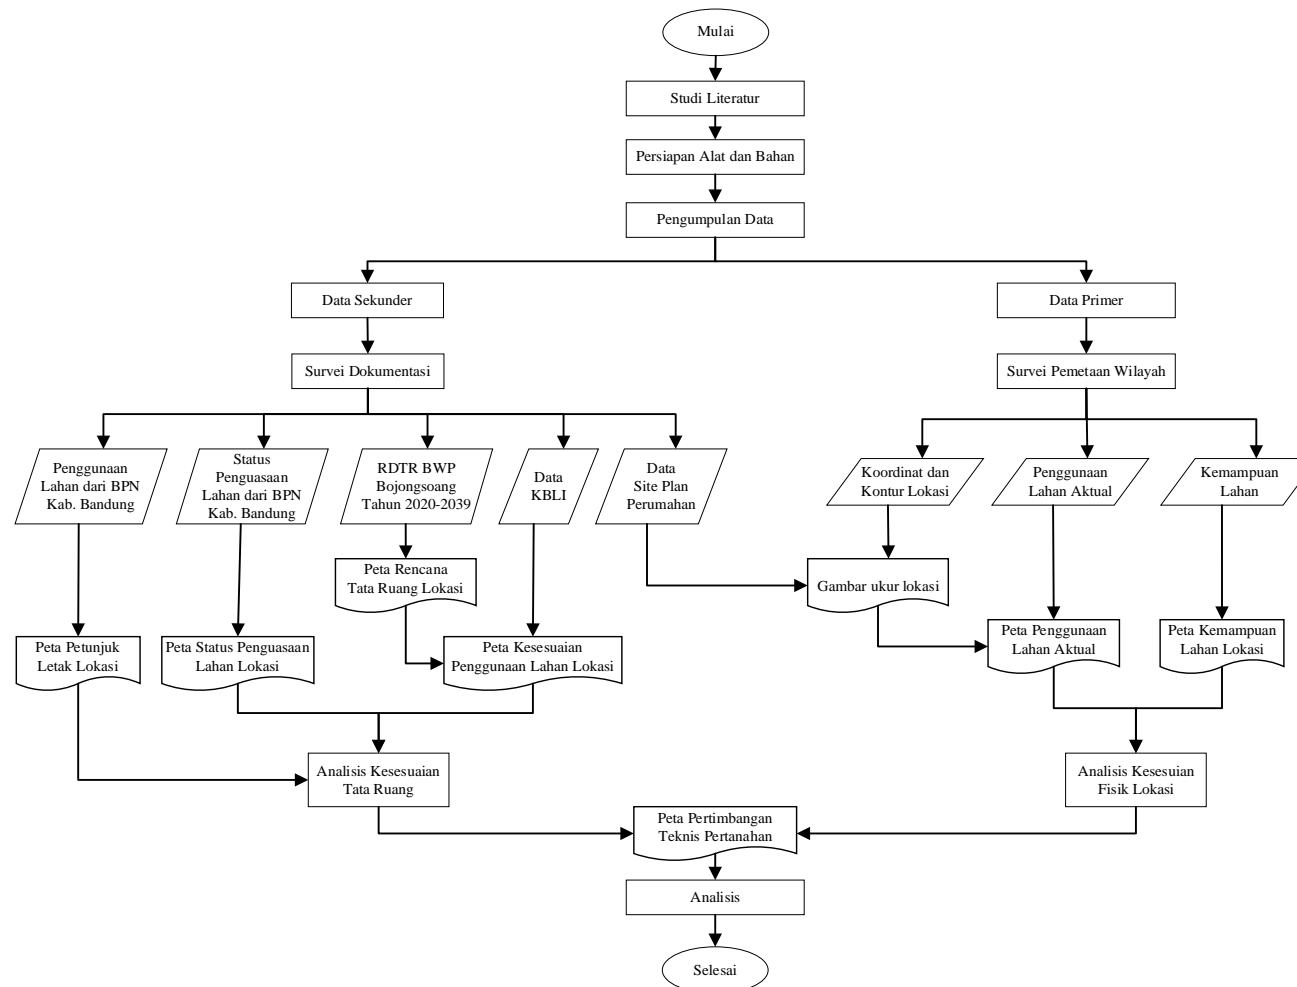 Mulai
Studi Literatur
Persiapan Alat dan Bahan
Pengumpulan Data
Data Sekunder
Data Primer
Survei Dokumentasi
Survei Pemetaan Wilayah
Penggunaan
Lahan dari BPN
Kab. Bandung
Status
Penguasaan
Lahan dari BPN
Kab. Bandung
RDTR BWP
Bojongsoang
Tahun 2020-2039
Data
KBLI
Data
Site Plan
Perumahan
Koordinat dan
Kontur Lokasi
Penggunaan
Lahan Aktual
Kemampuan
Lahan
Peta Rencana
Tata Ruang Lokasi
Gambar ukur lokasi
Peta Petunjuk
Letak Lokasi
Peta Status Penguasaan
Lahan Lokasi
Peta Kesesuaian
Penggunaan Lahan Lokasi
Peta Penggunaan
Lahan Aktual
Peta Kemampuan
Lahan Lokasi
Analisis Kesesuaian
Tata Ruang
Analisis Kesesuian
Fisik Lokasi
Peta Pertimbangan
Teknis Pertanahan
Analisis
Selesai